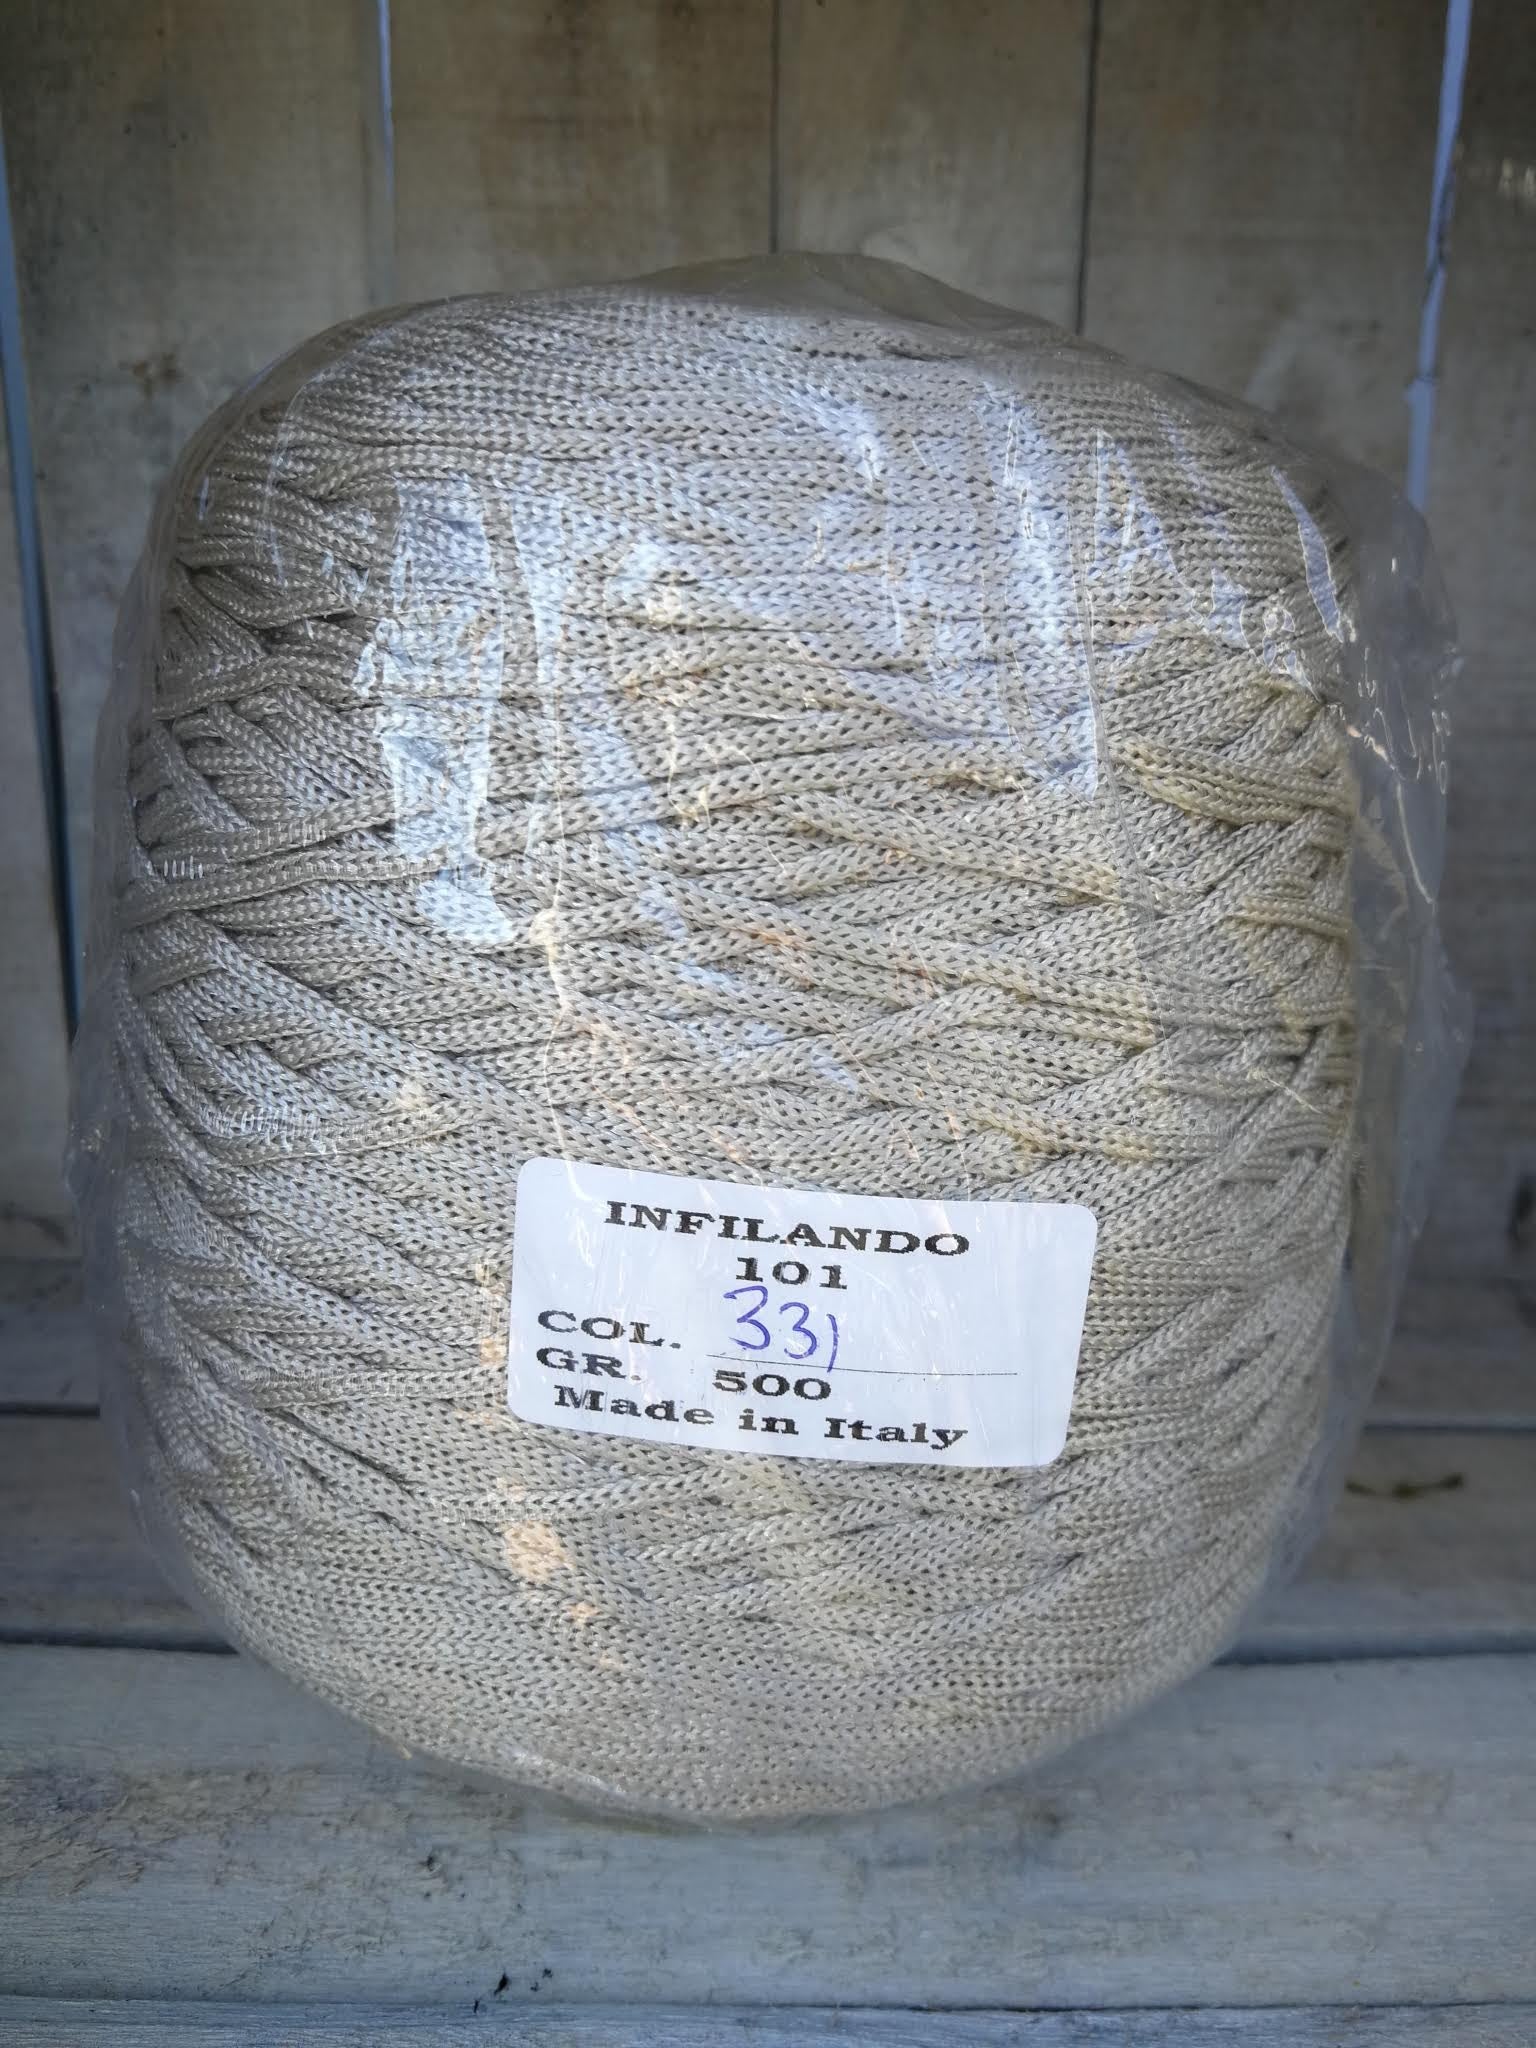 INFILANDO
101
COL. 331
GR. 500
Made in Italy